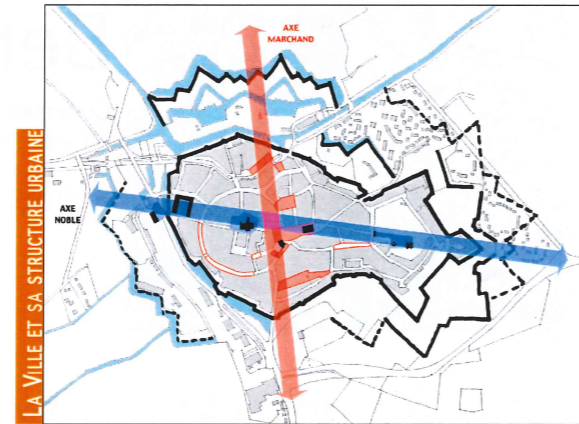 LA VILLE ET SA STRUCTURE URBAINE
AXE
MARCHAND
AXE
NOBLE